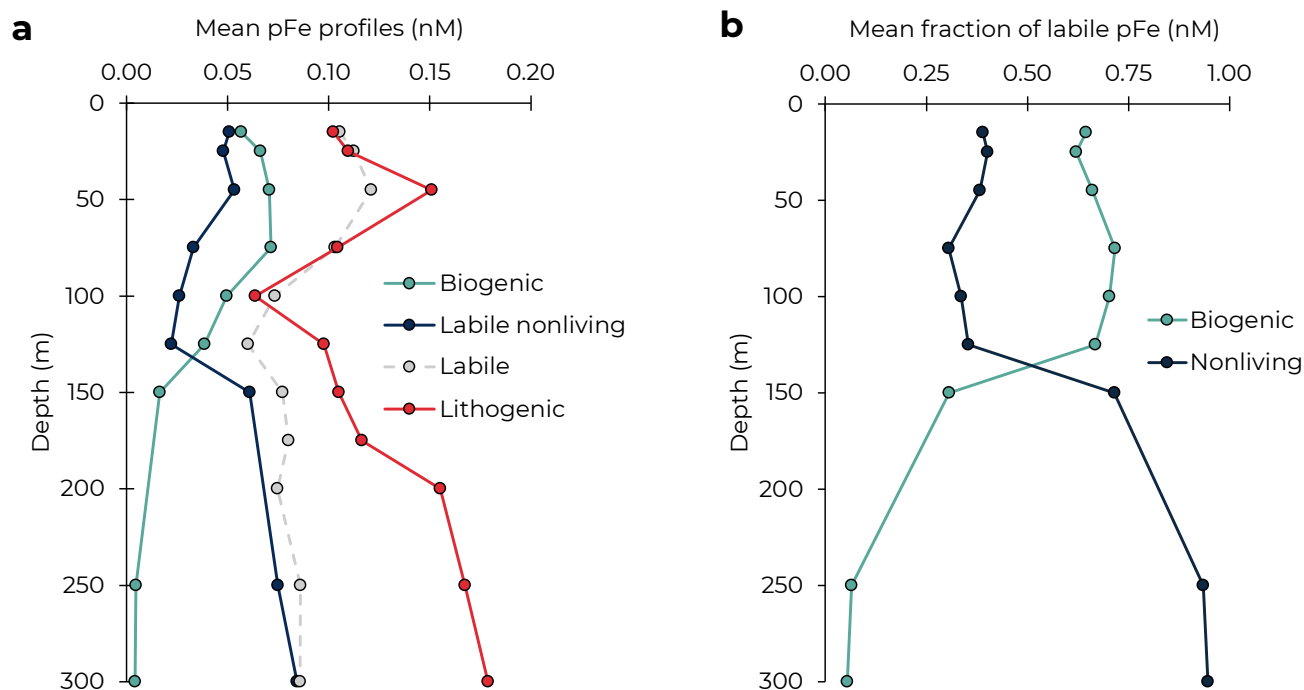 a
Mean pFe profiles (nM)
0.00 0.05 0.10 0.15 0.20
0
50
100
150
200
250
300
Depth (m)
Biogenic
Labile nonliving
Labile
Lithogenic
b
Mean fraction of labile pFe (nM)
0.00 0.25 0.50 0.75 1.00
0
50
100
150
200
250
300
Depth (m)
Biogenic
Nonliving